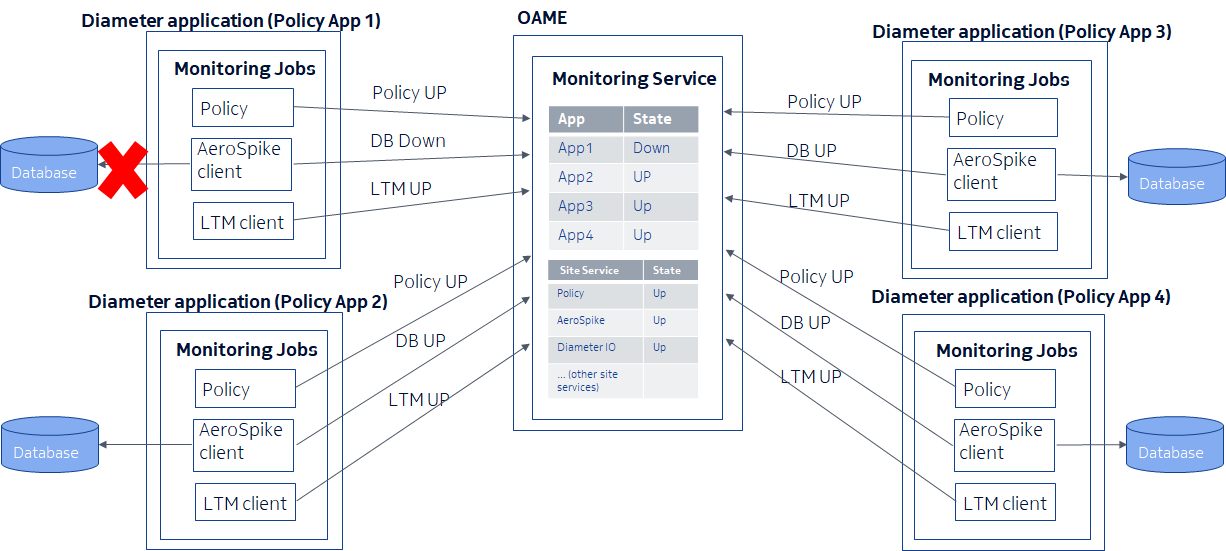 Diameter application (Policy App 1)
Monitoring Jobs
Policy
AeroSpike
client
LTM client
Database
Policy UP
DB Down
LTM UP
Diameter application (Policy App 2)
Monitoring Jobs
Policy
AeroSpike
client
LTM client
Database
Policy UP
DB UP
LTM UP
OAME
Monitoring Service
App State
App1 Down
App2 UP
App3 Up
App4 Up
Site Service State
Policy Up
AeroSpike Up
Diameter IO Up
... (other site
services)
Diameter application (Policy App 3)
Monitoring Jobs
Policy
AeroSpike
client
LTM client
Database
Policy UP
DB UP
LTM UP
Diameter application (Policy App 4)
Monitoring Jobs
Policy
AeroSpike
client
LTM client
Database
Policy UP
DB UP
LTM UP